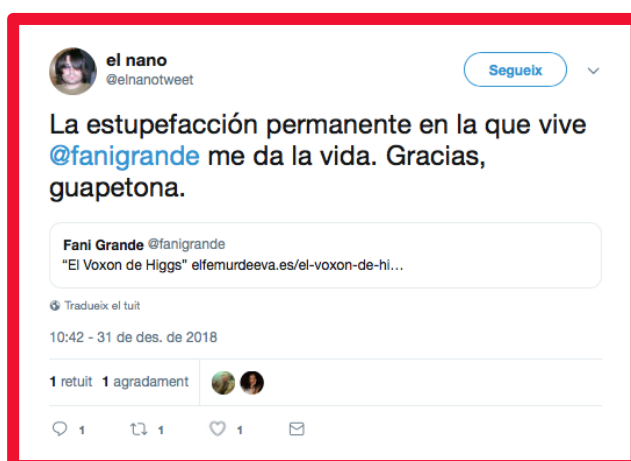 el nano
@elnanotweet
Segueix
La estupefacción permanente en la que vive
@fanigrande me da la vida. Gracias,
guapetona.
Fani Grande @fanigrande
“El Voxon de Higgs” elfemurdeeva.es/el-voxon-de-hi...
Tradueix el tuit
10:42 - 31 de des. de 2018
1 retuit 1 agradament
1 1 1